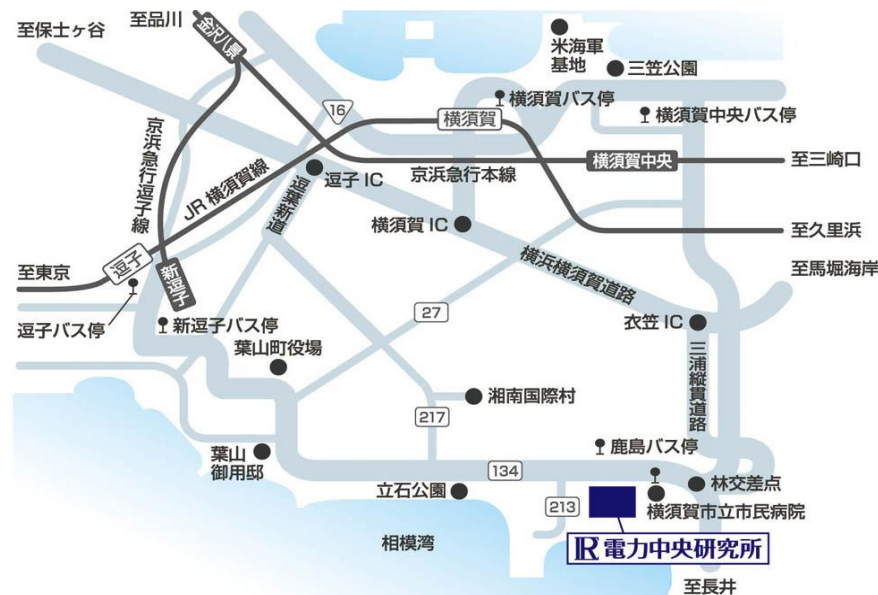 至品川
至保士ヶ谷
金沢八景
米海軍
基地
三笠公園
16
横須賀バス停
横須賀
横須賀中央バス停
京浜急行逗子線
JR横須賀線
逗子IC
京浜急行本線
横須賀中央
至三崎口
逗葉新道
横須賀IC
至久里浜
逗子
至東京
新逗子
横浜横須賀道路
至馬堀海岸
27
逗子バス停
新逗子バス停
衣笠IC
葉山町役場
三浦縦貫道路
湘南国際村
217
鹿島バス停
葉山
御用邸
134
立石公園
林交差点
213
横須賀市立市民病院
相模湾
電力中央研究所
至長井